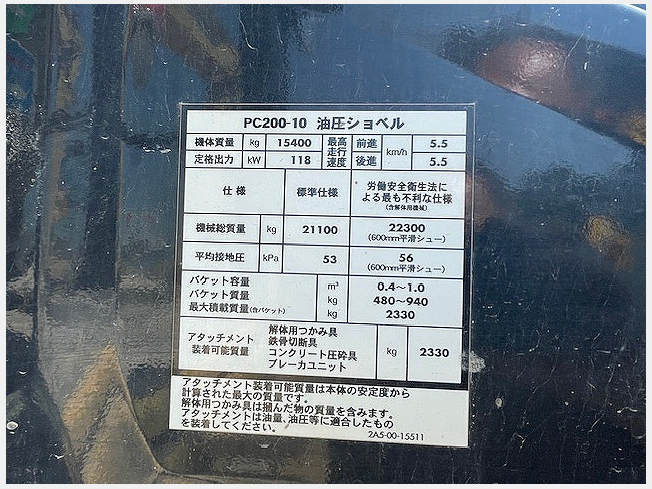 PC200-10 油圧ショベル
機体質量 kg 15400 最高走行速度 前進 km/h 5.5
定格出力 kW 118 後進 5.5
仕様 標準仕様 労働安全衛生法に
よる最も不利な仕様
(含解体用機械)
機械総質量 kg 21100 22300
(600mm平滑シュー)
平均接地圧 kPa 53 56
(600mm平滑シュー)
バケット容量 m³ 0.4～1.0
バケット質量 kg 480～940
最大積載質量(含バケット) kg 2330
アタッチメント
装着可能質量
解体用つかみ具
鉄骨切断具
コンクリート圧砕具
ブレーカユニット
kg 2330
アタッチメント装着可能質量は本体の安定度から
計算された最大の質量です。
解体用つかみ具は掴んだ物の質量を含みます。
アタッチメントは油量、油圧等に適合したもの
を装着してください。
2A5-00-15511